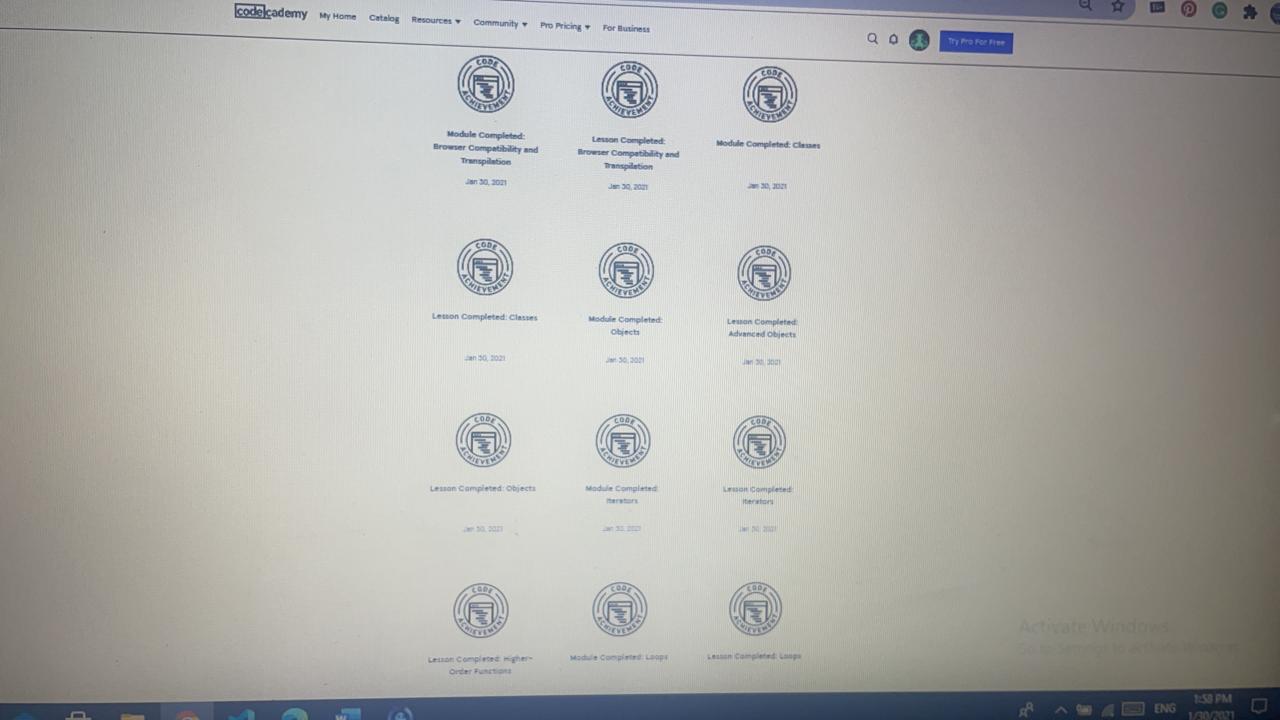 codecademy My Home Catalog Resources Community Pro Pricing For Business
Try Pro For Free
CODE ACHIEVEMENT
CODE ACHIEVEMENT
CODE ACHIEVEMENT
Module Completed:
Browser Compatibility and
Transpilation
Jan 30, 2021
Lesson Completed:
Browser Compatibility and
Transpilation
Jan 30, 2021
Module Completed: Classes
Jan 30, 2021
CODE ACHIEVEMENT
CODE ACHIEVEMENT
CODE ACHIEVEMENT
Lesson Completed: Classes
Jan 30, 2021
Module Completed:
Objects
Jan 30, 2021
Lesson Completed:
Advanced Objects
Jan 30, 2021
CODE ACHIEVEMENT
CODE ACHIEVEMENT
CODE ACHIEVEMENT
Lesson Completed: Objects
Jan 30, 2021
Module Completed:
Iterators
Jan 30, 2021
Lesson Completed:
Iterators
Jan 30, 2021
CODE ACHIEVEMENT
CODE ACHIEVEMENT
CODE ACHIEVEMENT
Lesson Completed: Higher-
Order Functions
Module Completed: Loops
Lesson Completed: Loops
Activate Windows
Go to Settings to activate Windows.
ENG
1:58 PM
1/30/2021